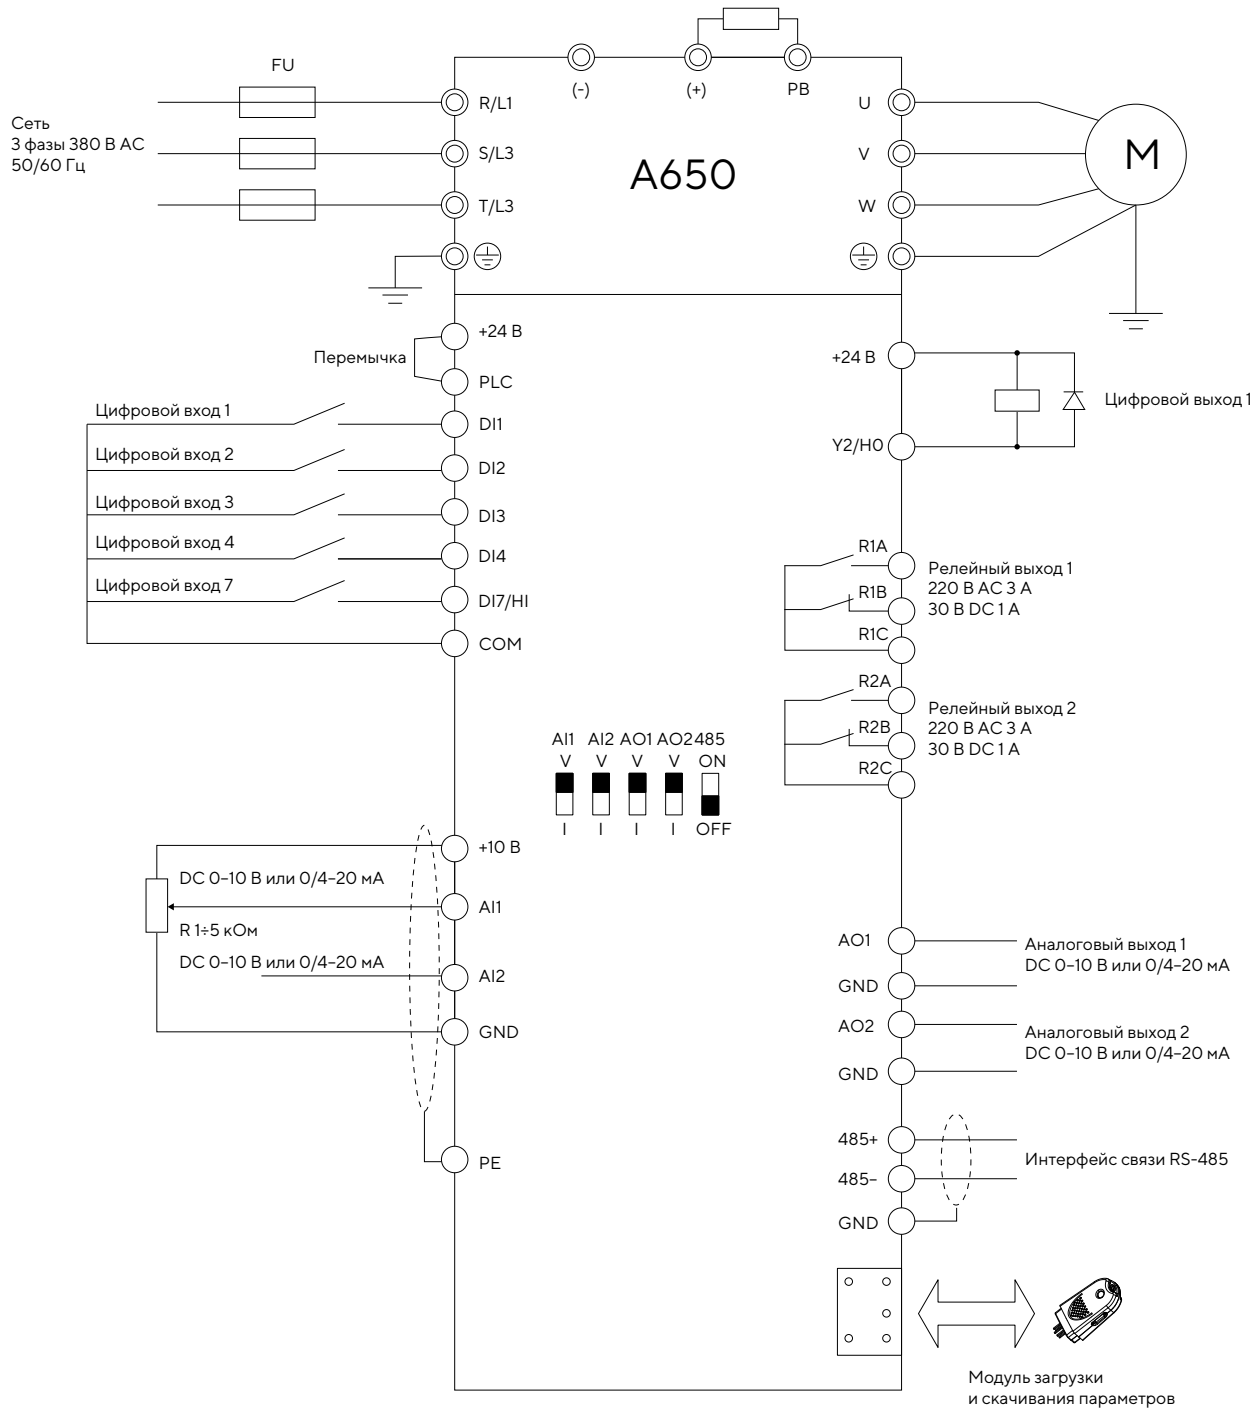 FU
(-)
(+)
PB
Сеть
3 фазы 380 В AC
50/60 Гц
R/L1
S/L3
T/L3
A650
U
V
W
M
+24 В
Перемычка
PLC
Цифровой вход 1
DI1
Цифровой вход 2
DI2
Цифровой вход 3
DI3
Цифровой вход 4
DI4
Цифровой вход 7
DI7/HI
COM
+24 В
Цифровой выход 1
Y2/H0
R1A
R1B
R1C
Релейный выход 1
220 В AC 3 А
30 В DC 1 А
R2A
R2B
R2C
Релейный выход 2
220 В AC 3 А
30 В DC 1 А
AI1 AI2 AO1 AO2 485
V V V V ON
I I I I OFF
+10 В
DC 0–10 В или 0/4–20 мА
AI1
R 1÷5 кОм
DC 0–10 В или 0/4–20 мА
AI2
GND
PE
AO1
Аналоговый выход 1
DC 0–10 В или 0/4–20 мА
GND
AO2
Аналоговый выход 2
DC 0–10 В или 0/4–20 мА
GND
485+
Интерфейс связи RS-485
485–
GND
Модуль загрузки
и скачивания параметров